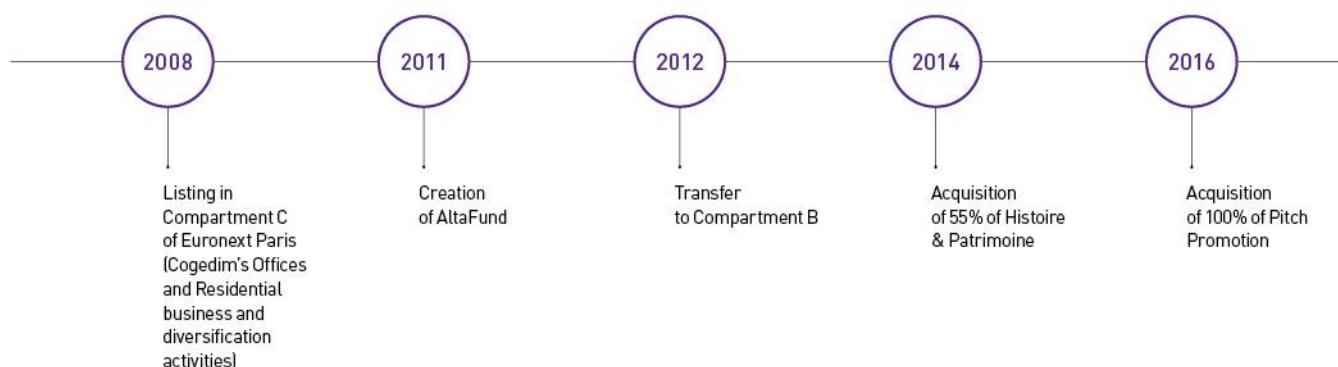 2008
Listing in
Compartment C
of Euronext Paris
(Cogedim's Offices
and Residential
business and
diversification
activities)
2011
Creation
of AltaFund
2012
Transfer
to Compartment B
2014
Acquisition
of 55% of Histoire
& Patrimoine
2016
Acquisition
of 100% of Pitch
Promotion